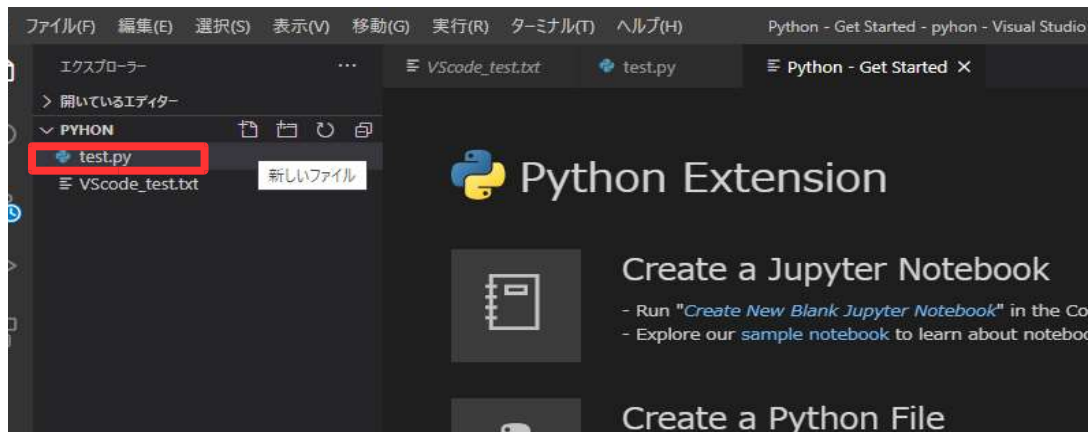 ファイル(F) 編集(E) 選択(S) 表示(V) 移動(G) 実行(R) ターミナル(T) ヘルプ(H) Python - Get Started - pyhon - Visual Studio
エクスプローラー ··· VScode_test.txt test.py Python - Get Started
開いているエディター
PYHON
test.py
新しいファイル
VScode_test.txt
Python Extension
Create a Jupyter Notebook
- Run "Create New Blank Jupyter Notebook" in the Co
- Explore our sample notebook to learn about noteboo
Create a Python File